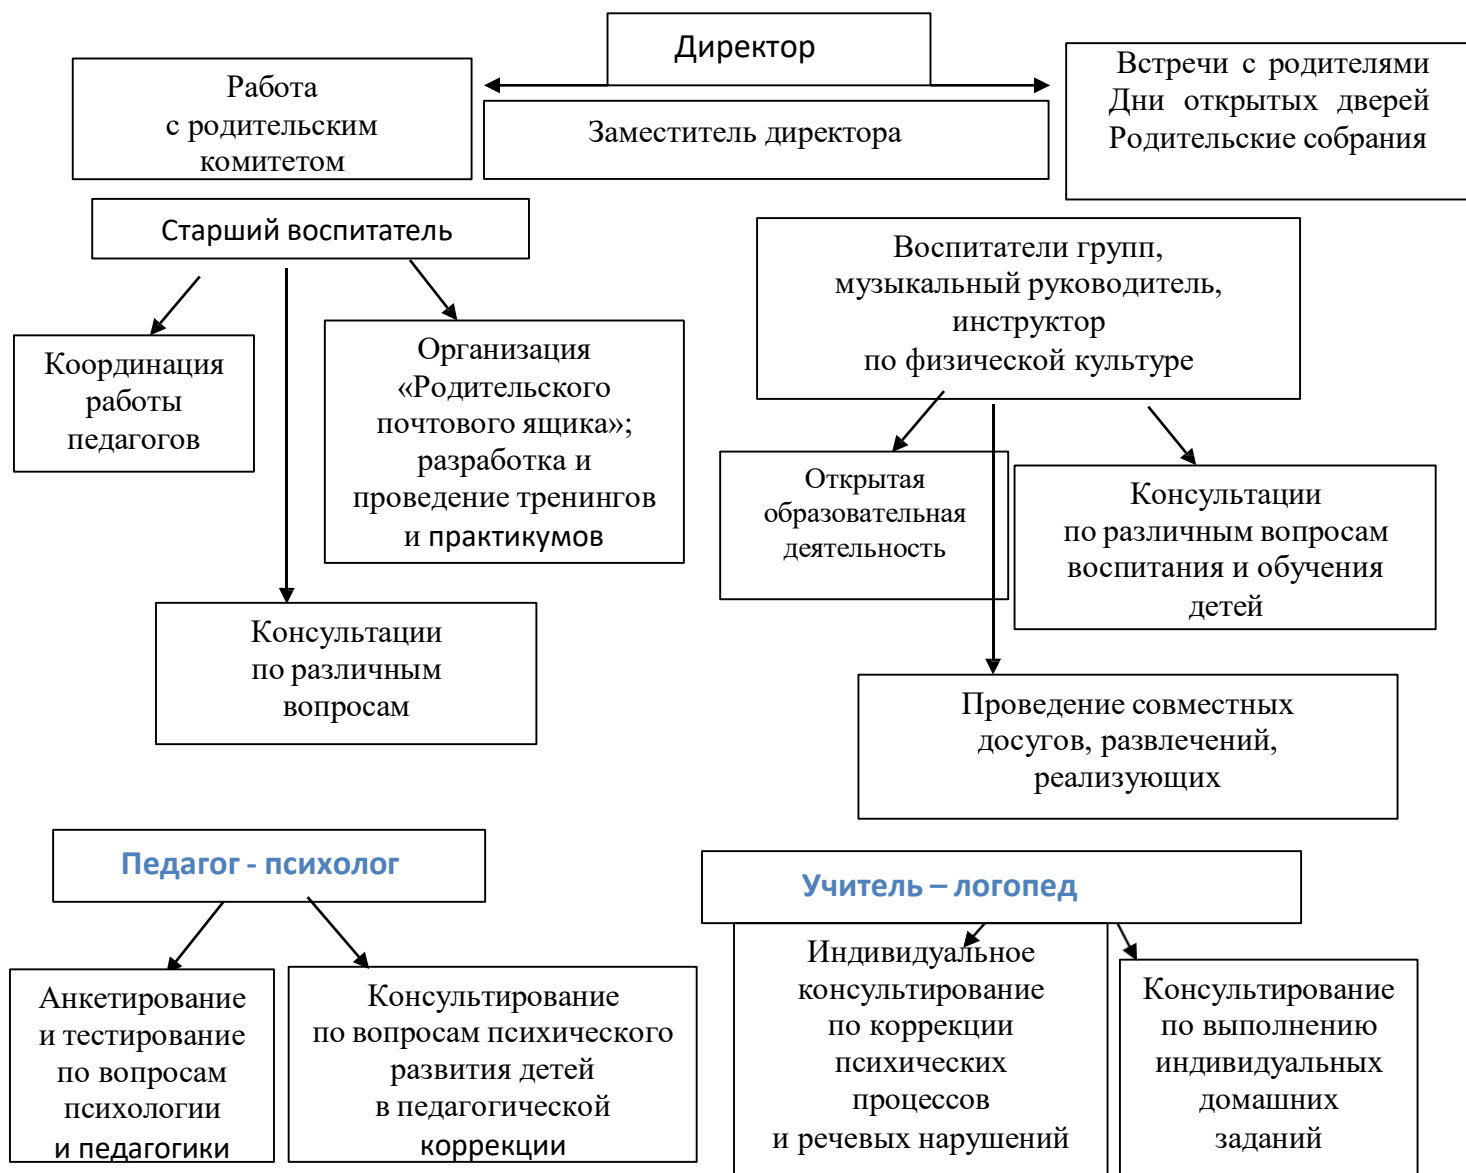 Директор
Работа
с родительским
комитетом
Заместитель директора
Встречи с родителями
Дни открытых дверей
Родительские собрания
Старший воспитатель
Воспитатели групп,
музыкальный руководитель,
инструктор
по физической культуре
Координация
работы
педагогов
Организация
«Родительского
почтового ящика»;
разработка и
проведение тренингов
и практикумов
Открытая
образовательная
деятельность
Консультации
по различным вопросам
воспитания и обучения
детей
Консультации
по различным
вопросам
Проведение совместных
досугов, развлечений,
реализующих
Педагог - психолог
Учитель – логопед
Анкетирование
и тестирование
по вопросам
психологии
и педагогики
Консультирование
по вопросам психического
развития детей
в педагогической
коррекции
Индивидуальное
консультирование
по коррекции
психических
процессов
и речевых нарушений
Консультирование
по выполнению
индивидуальных
домашних
заданий